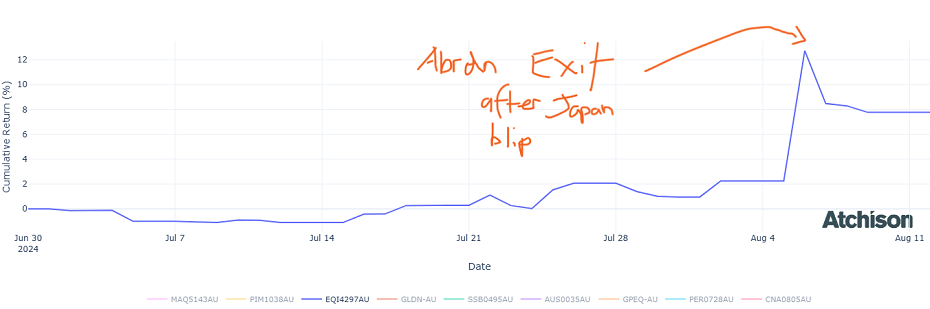 Abrdn Exit
after Japan
blip
12
10
8
6
4
2
0
Cumulative Return (%)
Atchison
Jun 30 Jul 7 Jul 14 Jul 21 Jul 28 Aug 4 Aug 11
2024
Date
MAQ5143AU PIM1038AU EQI4297AU GLDN-AU SSB0495AU AUS0035AU GPEQ-AU PER0728AU CNA0805AU